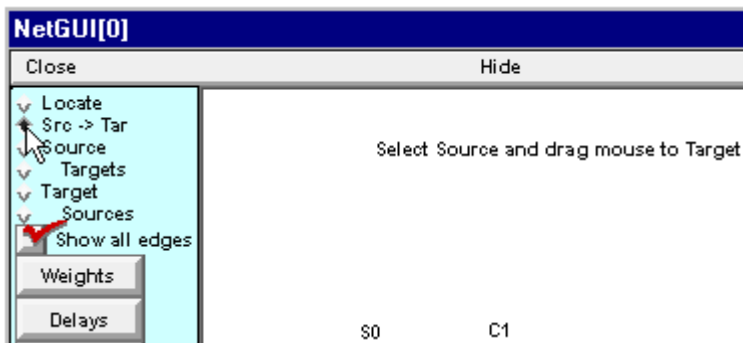 NetGUI[0]
Close Hide
Locate
Src -> Tar
Source
Targets
Target
Sources
Show all edges
Weights
Delays
Select Source and drag mouse to Target
S0 C1